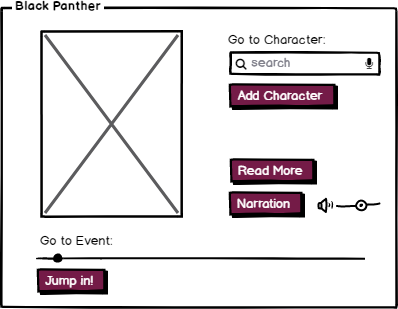 Black Panther
Go to Character:
search
Add Character
Read More
Narration
Go to Event:
Jump in!